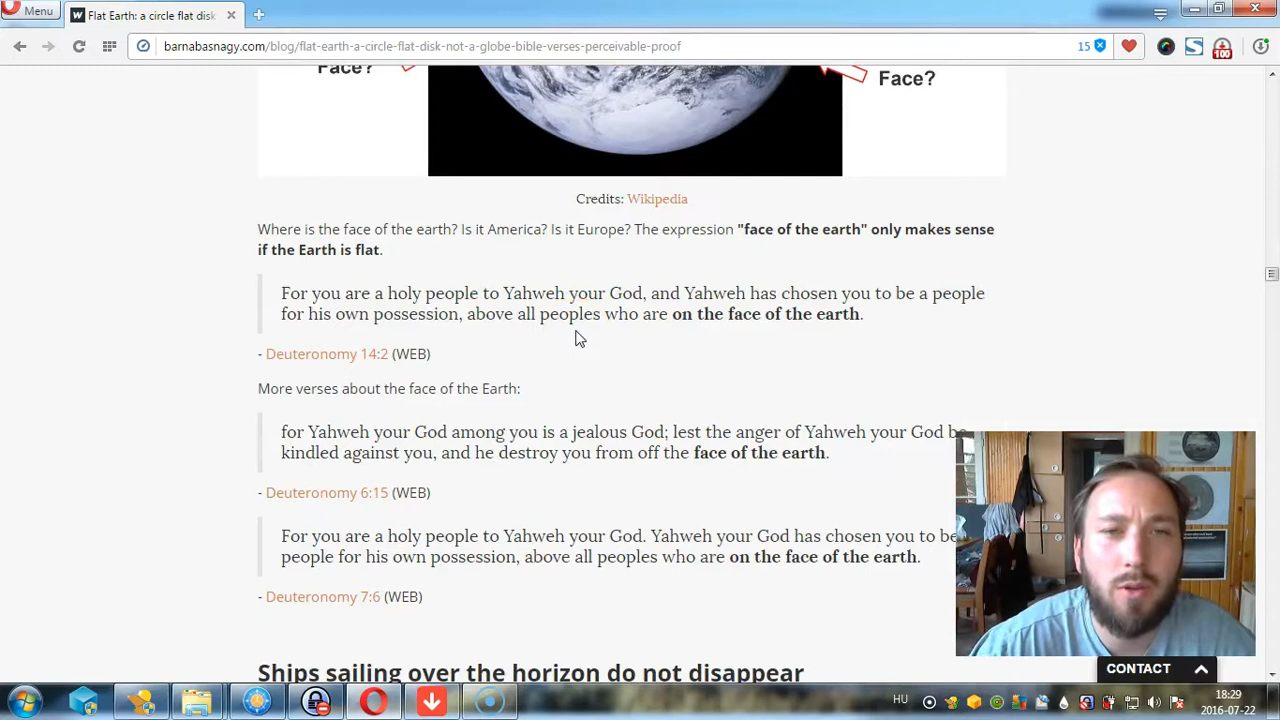 Menu
Flat Earth: a circle flat disk
barnabasnagy.com/blog/flat-earth-a-circle-flat-disk-not-a-globe-bible-verses-perceivable-proof
15
100
Face?
Face?
Credits: Wikipedia
Where is the face of the earth? Is it America? Is it Europe? The expression "face of the earth" only makes sense
if the Earth is flat.
For you are a holy people to Yahweh your God, and Yahweh has chosen you to be a people
for his own possession, above all peoples who are on the face of the earth.
- Deuteronomy 14:2 (WEB)
More verses about the face of the Earth:
for Yahweh your God among you is a jealous God; lest the anger of Yahweh your God be
kindled against you, and he destroy you from off the face of the earth.
- Deuteronomy 6:15 (WEB)
For you are a holy people to Yahweh your God. Yahweh your God has chosen you to be
people for his own possession, above all peoples who are on the face of the earth.
- Deuteronomy 7:6 (WEB)
Ships sailing over the horizon do not disappear
CONTACT
HU
18:29
2016-07-22